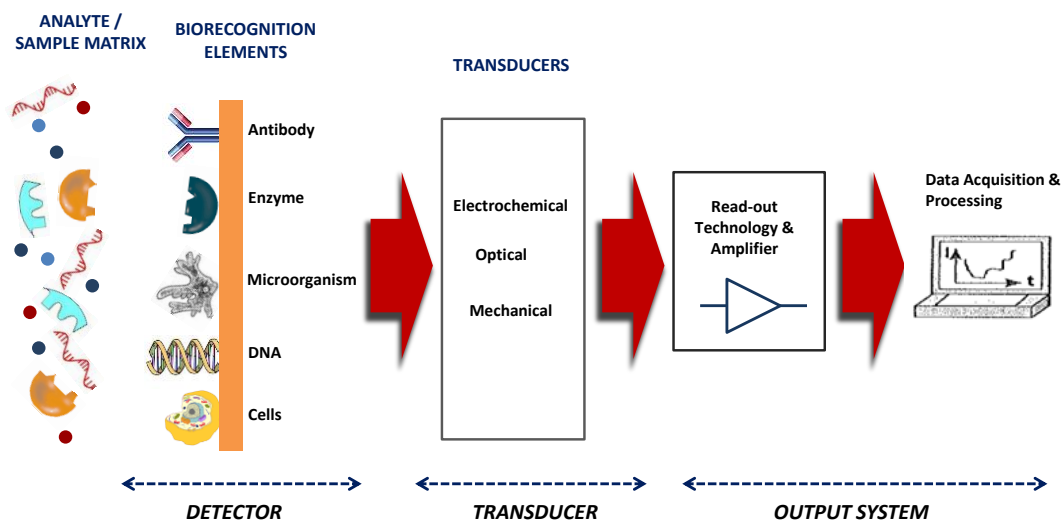 ANALYTE /
SAMPLE MATRIX
BIORECOGNITION
ELEMENTS
TRANSDUCERS
Antibody
Enzyme
Microorganism
DNA
Cells
Electrochemical
Optical
Mechanical
Read-out
Technology &
Amplifier
Data Acquisition &
Processing
I
t
DETECTOR
TRANSDUCER
OUTPUT SYSTEM